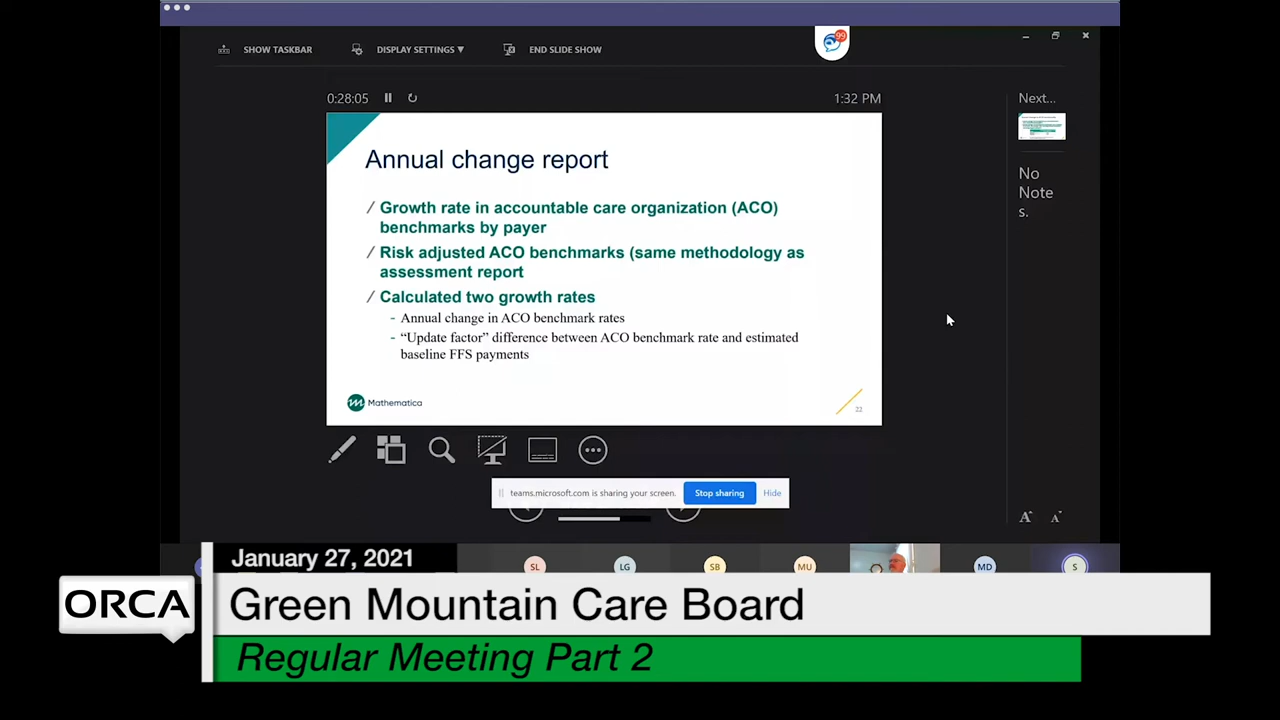 SHOW TASKBAR
DISPLAY SETTINGS ▼
END SLIDE SHOW
99
0:28:05
1:32 PM
Next...
Annual change report
/ Growth rate in accountable care organization (ACO)
benchmarks by payer
/ Risk adjusted ACO benchmarks (same methodology as
assessment report
/ Calculated two growth rates
- Annual change in ACO benchmark rates
- “Update factor” difference between ACO benchmark rate and estimated
baseline FFS payments
Mathematica
22
No
Note
s.
teams.microsoft.com is sharing your screen.
Stop sharing
Hide
A
A
SL
LG
SB
MU
MD
S
January 27, 2021
ORCA
Green Mountain Care Board
Regular Meeting Part 2